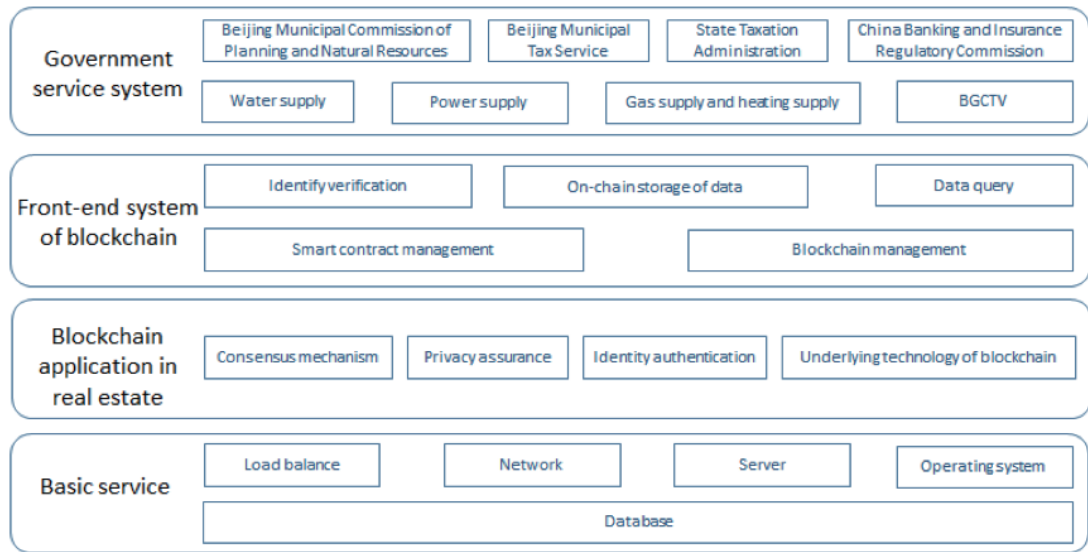 Government
service system
Beijing Municipal Commission of
Planning and Natural Resources
Beijing Municipal
Tax Service
State Taxation
Administration
China Banking and Insurance
Regulatory Commission
Water supply
Power supply
Gas supply and heating supply
BGCTV
Front-end system
of blockchain
Identify verification
On-chain storage of data
Data query
Smart contract management
Blockchain management
Blockchain
application in
real estate
Consensus mechanism
Privacy assurance
Identity authentication
Underlying technology of blockchain
Basic service
Load balance
Network
Server
Operating system
Database